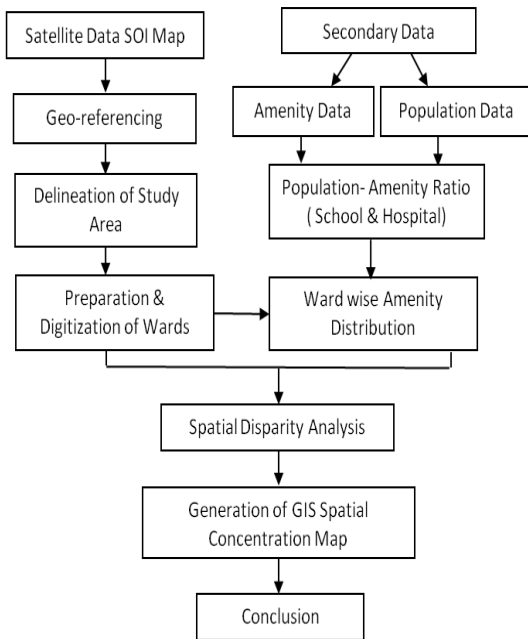 Satellite Data SOI Map
Secondary Data
Geo-referencing
Amenity Data
Population Data
Delineation of Study
Area
Population- Amenity Ratio
( School & Hospital)
Preparation &
Digitization of Wards
Ward wise Amenity
Distribution
Spatial Disparity Analysis
Generation of GIS Spatial
Concentration Map
Conclusion